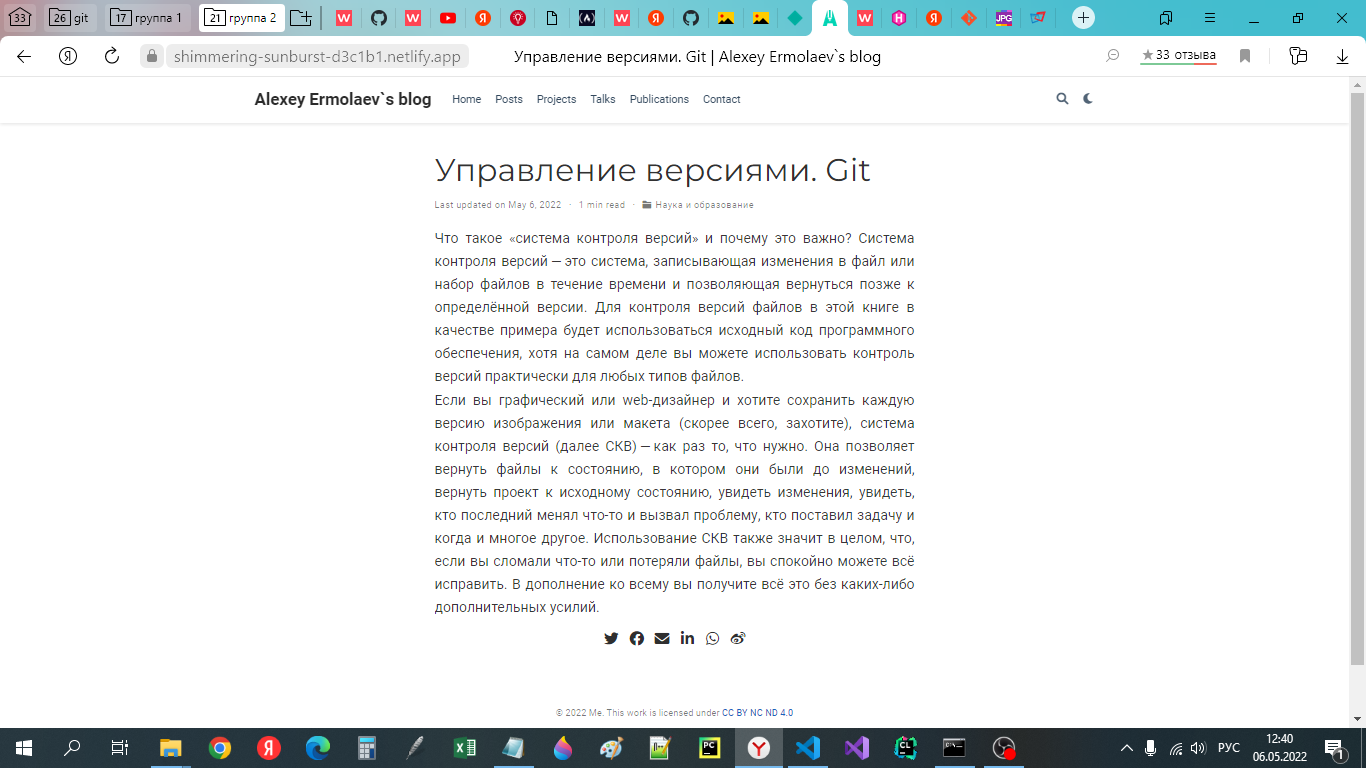 33 26 git 17 группа 1 21 группа 2
shimmering-sunburst-d3c1b1.netlify.app Управление версиями. Git | Alexey Ermolaev`s blog 33 отзыва
Alexey Ermolaev`s blog Home Posts Projects Talks Publications Contact
Управление версиями. Git
Last updated on May 6, 2022 · 1 min read · Наука и образование
Что такое «система контроля версий» и почему это важно? Система
контроля версий — это система, записывающая изменения в файл или
набор файлов в течение времени и позволяющая вернуться позже к
определённой версии. Для контроля версий файлов в этой книге в
качестве примера будет использоваться исходный код программного
обеспечения, хотя на самом деле вы можете использовать контроль
версий практически для любых типов файлов.
Если вы графический или web-дизайнер и хотите сохранить каждую
версию изображения или макета (скорее всего, захотите), система
контроля версий (далее СКВ) — как раз то, что нужно. Она позволяет
вернуть файлы к состоянию, в котором они были до изменений,
вернуть проект к исходному состоянию, увидеть изменения, увидеть,
кто последний менял что-то и вызвал проблему, кто поставил задачу и
когда и многое другое. Использование СКВ также значит в целом, что,
если вы сломали что-то или потеряли файлы, вы спокойно можете всё
исправить. В дополнение ко всему вы получите всё это без каких-либо
дополнительных усилий.
© 2022 Me. This work is licensed under CC BY NC ND 4.0
РУС 12:40
06.05.2022 1